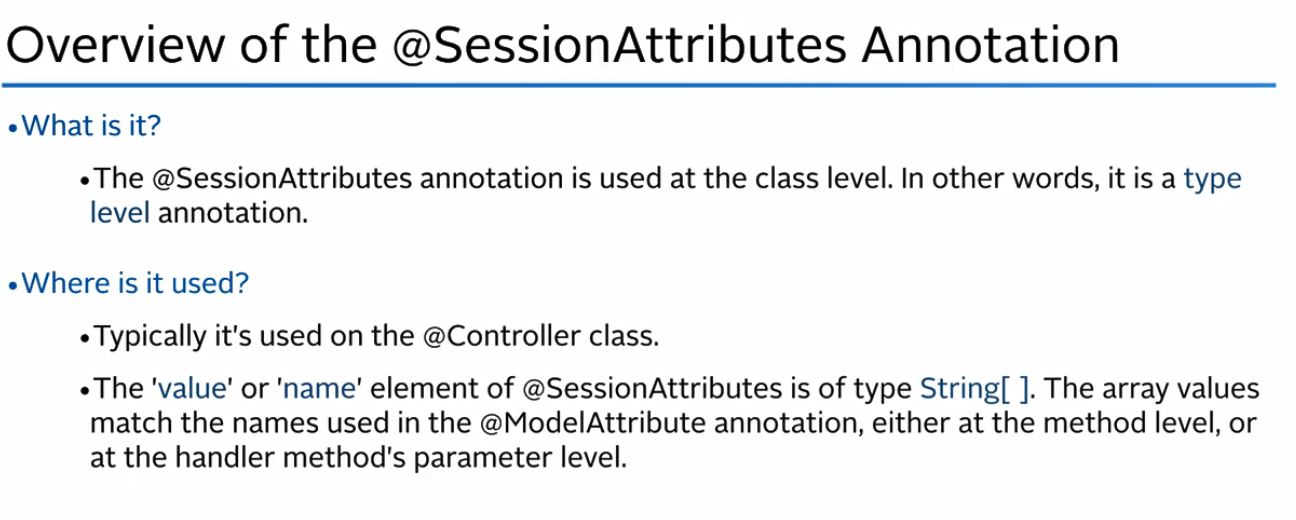 Overview of the @SessionAttributes Annotation
•What is it?
•The @SessionAttributes annotation is used at the class level. In other words, it is a type
level annotation.
•Where is it used?
•Typically it's used on the @Controller class.
•The 'value' or 'name' element of @SessionAttributes is of type String[ ]. The array values
match the names used in the @ModelAttribute annotation, either at the method level, or
at the handler method's parameter level.